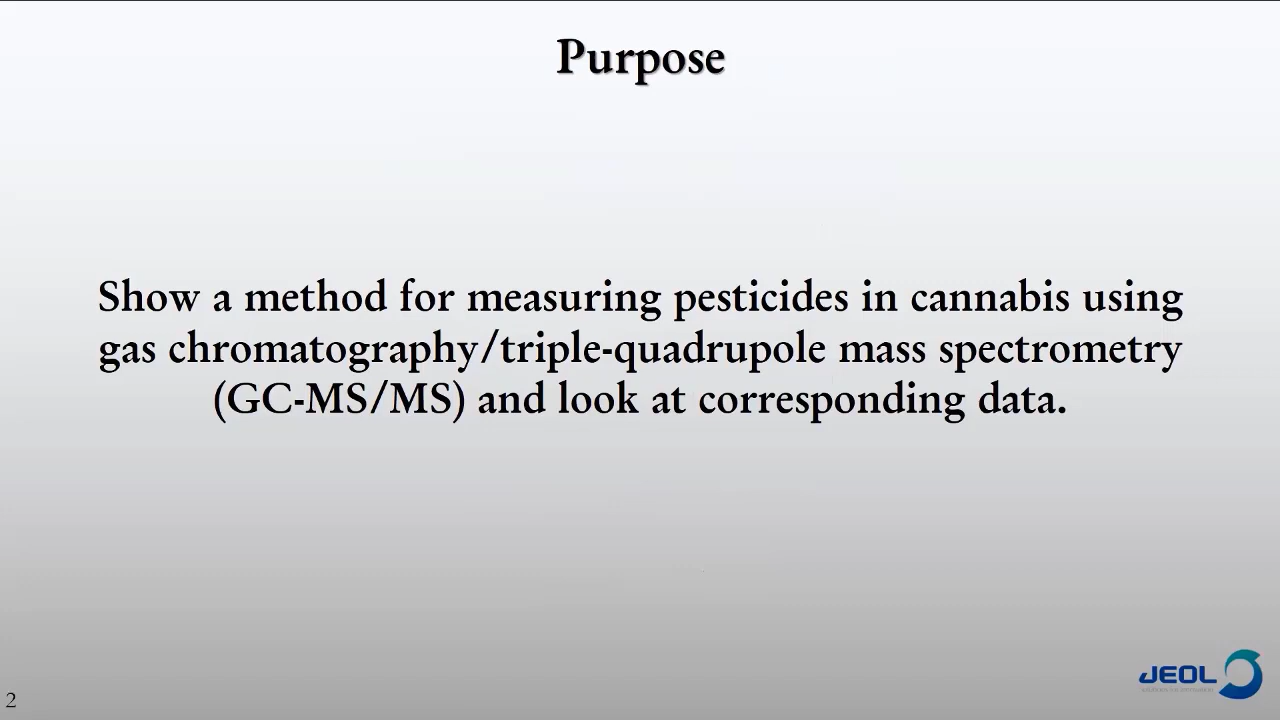 Purpose
Show a method for measuring pesticides in cannabis using
gas chromatography/triple-quadrupole mass spectrometry
(GC-MS/MS) and look at corresponding data.
JEOL
2